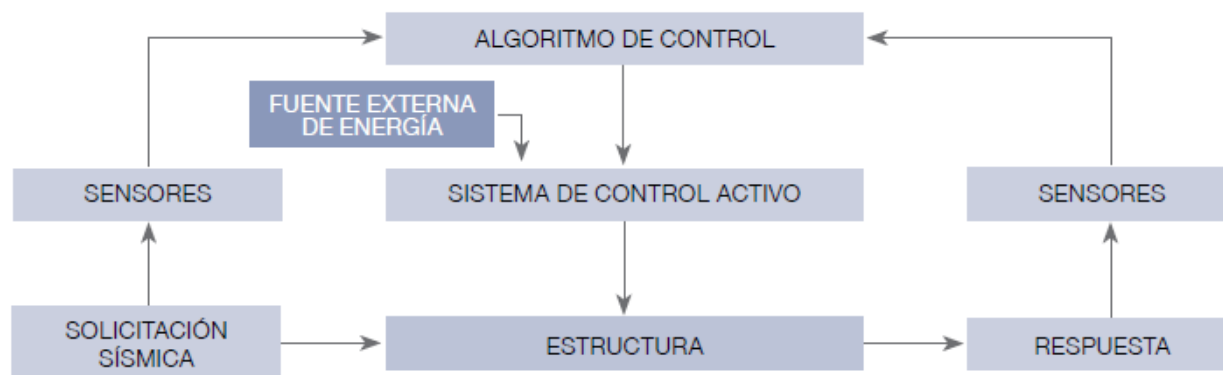 ALGORITMO DE CONTROL
FUENTE EXTERNA
DE ENERGÍA
SENSORES
SISTEMA DE CONTROL ACTIVO
SENSORES
SOLICITACIÓN
SÍSMICA
ESTRUCTURA
RESPUESTA